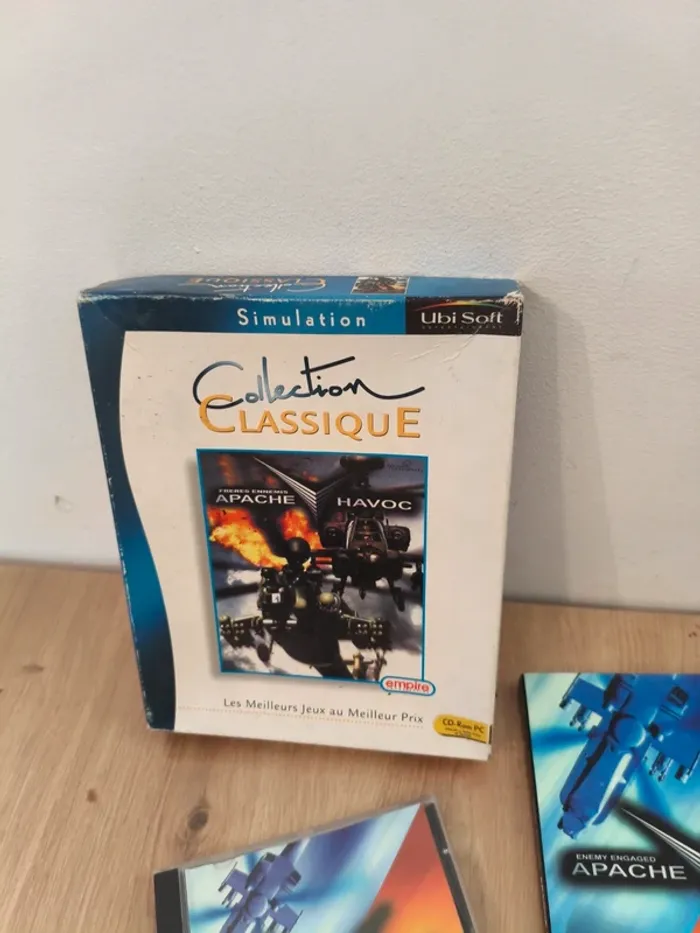 Collection
CLASSIQUE
Simulation
Ubi Soft
ENTERTAINMENT
Collection
CLASSIQUE
FRERES ENNEMIS
APACHE
HAVOC
empire
Les Meilleurs Jeux au Meilleur Prix
CD-Rom PC
ENEMY ENGAGED
APACHE